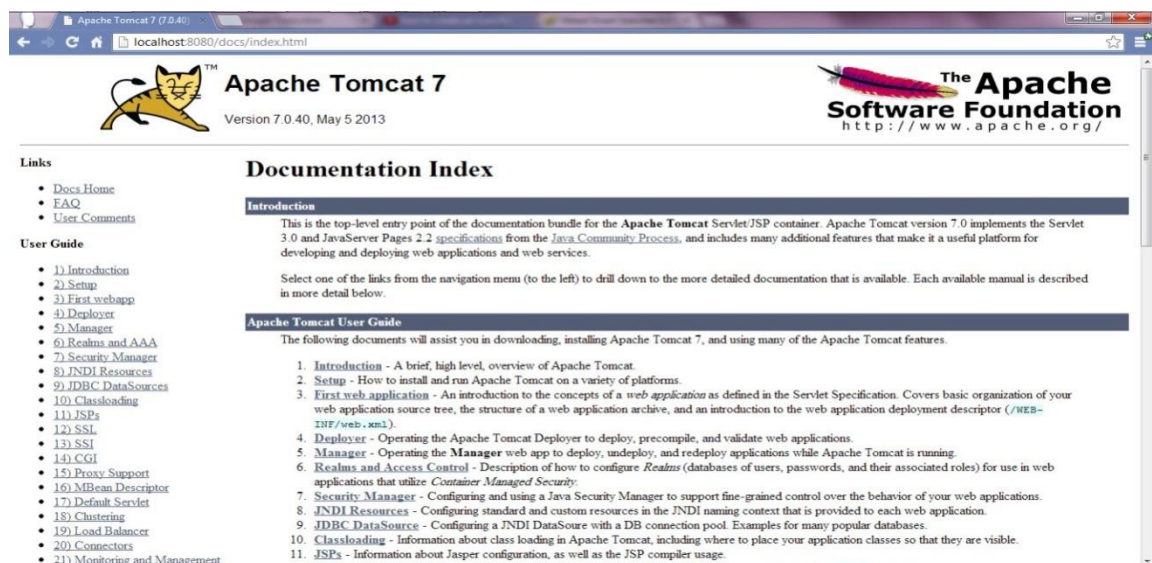 Apache Tomcat 7 (7.0.40)
localhost:8080/docs/index.html
TM
Apache Tomcat 7
Version 7.0.40, May 5 2013
The Apache
Software Foundation
http://www.apache.org/
Links
Docs Home
FAQ
User Comments
User Guide
1) Introduction
2) Setup
3) First webapp
4) Deployer
5) Manager
6) Realms and AAA
7) Security Manager
8) JNDI Resources
9) JDBC DataSources
10) Classloading
11) JSPs
12) SSL
13) SSI
14) CGI
15) Proxy Support
16) MBean Descriptor
17) Default Servlet
18) Clustering
19) Load Balancer
20) Connectors
21) Monitoring and Management
Documentation Index
Introduction
This is the top-level entry point of the documentation bundle for the Apache Tomcat Servlet/JSP container. Apache Tomcat version 7.0 implements the Servlet
3.0 and JavaServer Pages 2.2 specifications from the Java Community Process, and includes many additional features that make it a useful platform for
developing and deploying web applications and web services.
Select one of the links from the navigation menu (to the left) to drill down to the more detailed documentation that is available. Each available manual is described
in more detail below.
Apache Tomcat User Guide
The following documents will assist you in downloading, installing Apache Tomcat 7, and using many of the Apache Tomcat features.
1. Introduction - A brief, high level, overview of Apache Tomcat.
2. Setup - How to install and run Apache Tomcat on a variety of platforms.
3. First web application - An introduction to the concepts of a web application as defined in the Servlet Specification. Covers basic organization of your
web application source tree, the structure of a web application archive, and an introduction to the web application deployment descriptor (/WEB-
INF/web.xml).
4. Deployer - Operating the Apache Tomcat Deployer to deploy, precompile, and validate web applications.
5. Manager - Operating the Manager web app to deploy, undeploy, and redeploy applications while Apache Tomcat is running.
6. Realms and Access Control - Description of how to configure Realms (databases of users, passwords, and their associated roles) for use in web
applications that utilize Container Managed Security.
7. Security Manager - Configuring and using a Java Security Manager to support fine-grained control over the behavior of your web applications.
8. JNDI Resources - Configuring standard and custom resources in the JNDI naming context that is provided to each web application.
9. JDBC DataSource - Configuring a JNDI DataSoure with a DB connection pool. Examples for many popular databases.
10. Classloading - Information about class loading in Apache Tomcat, including where to place your application classes so that they are visible.
11. JSPs - Information about Jasper configuration, as well as the JSP compiler usage.